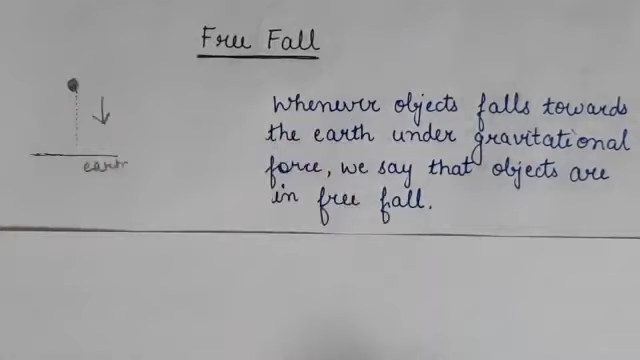 Free Fall
Whenever objects falls towards
the earth under gravitational
force, we say that objects are
in free fall.
earth